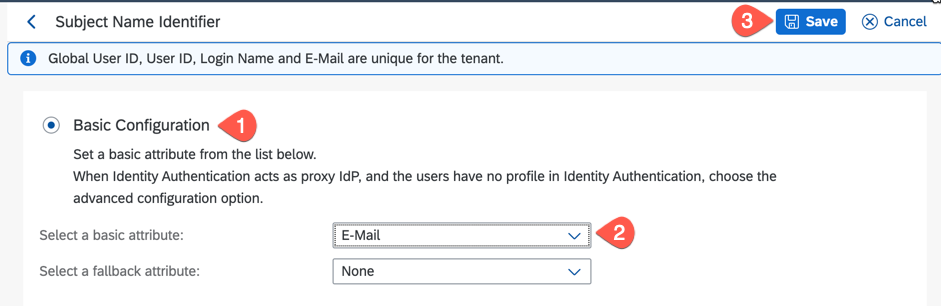 Subject Name Identifier
3
Save
Cancel
Global User ID, User ID, Login Name and E-Mail are unique for the tenant.
Basic Configuration
1
Set a basic attribute from the list below.
When Identity Authentication acts as proxy IdP, and the users have no profile in Identity Authentication, choose the
advanced configuration option.
Select a basic attribute:
E-Mail
2
Select a fallback attribute:
None